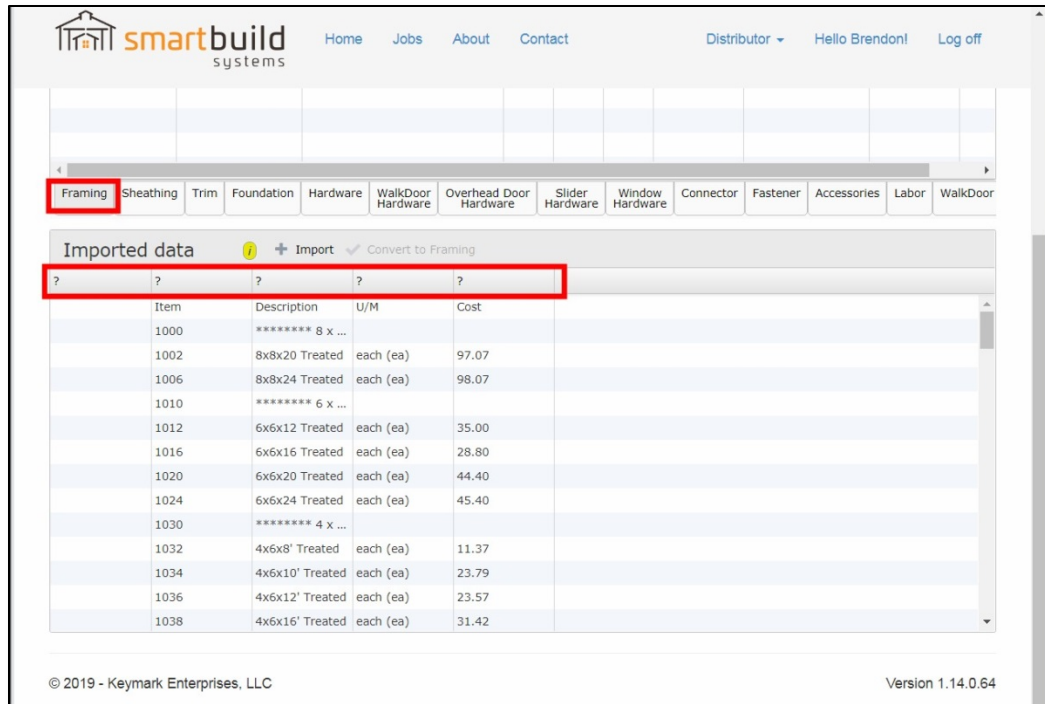 smartbuild
systems
Home Jobs About Contact Distributor Hello Brendon! Log off
Framing Sheathing Trim Foundation Hardware WalkDoor Hardware Overhead Door Hardware Slider Hardware Window Hardware Connector Fastener Accessories Labor WalkDoor
Imported data i Import Convert to Framing
? ? ? ? ?
Item Description U/M Cost
1000 ******** 8 x ...
1002 8x8x20 Treated each (ea) 97.07
1006 8x8x24 Treated each (ea) 98.07
1010 ******** 6 x ...
1012 6x6x12 Treated each (ea) 35.00
1016 6x6x16 Treated each (ea) 28.80
1020 6x6x20 Treated each (ea) 44.40
1024 6x6x24 Treated each (ea) 45.40
1030 ******** 4 x ...
1032 4x6x8' Treated each (ea) 11.37
1034 4x6x10' Treated each (ea) 23.79
1036 4x6x12' Treated each (ea) 23.57
1038 4x6x16' Treated each (ea) 31.42
© 2019 - Keymark Enterprises, LLC Version 1.14.0.64